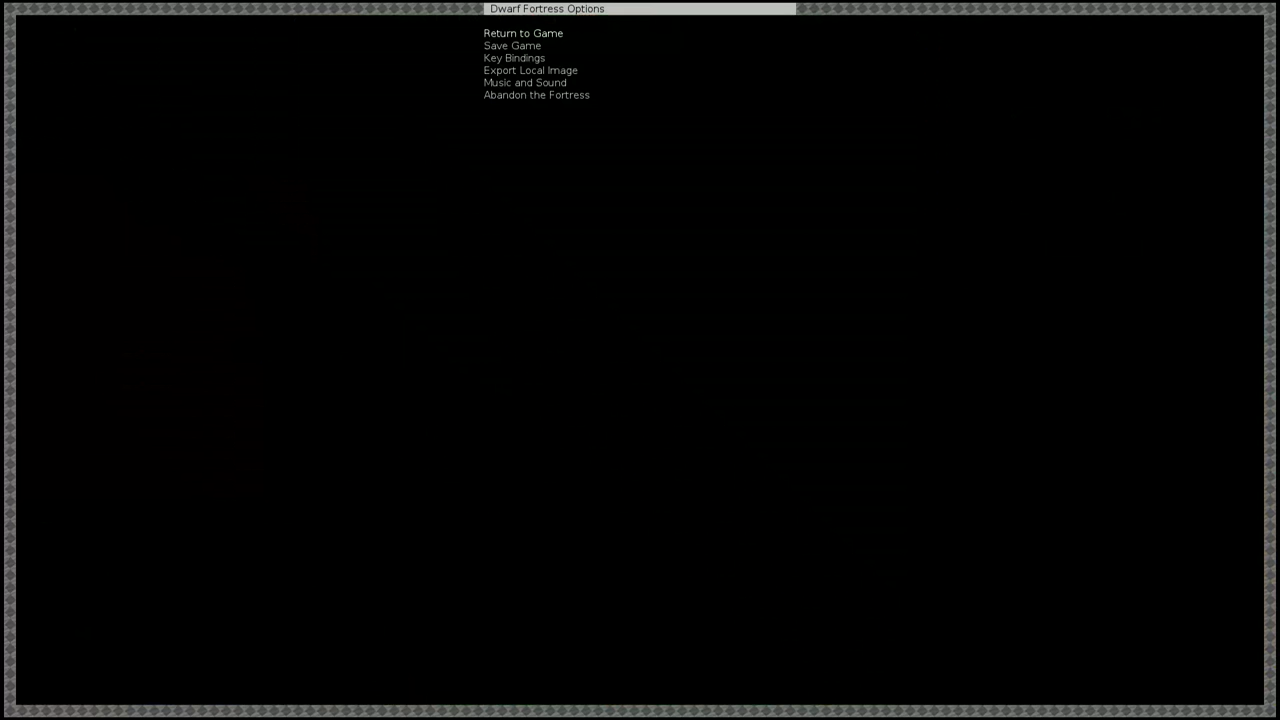 Dwarf Fortress Options
Return to Game
Save Game
Key Bindings
Export Local Image
Music and Sound
Abandon the Fortress